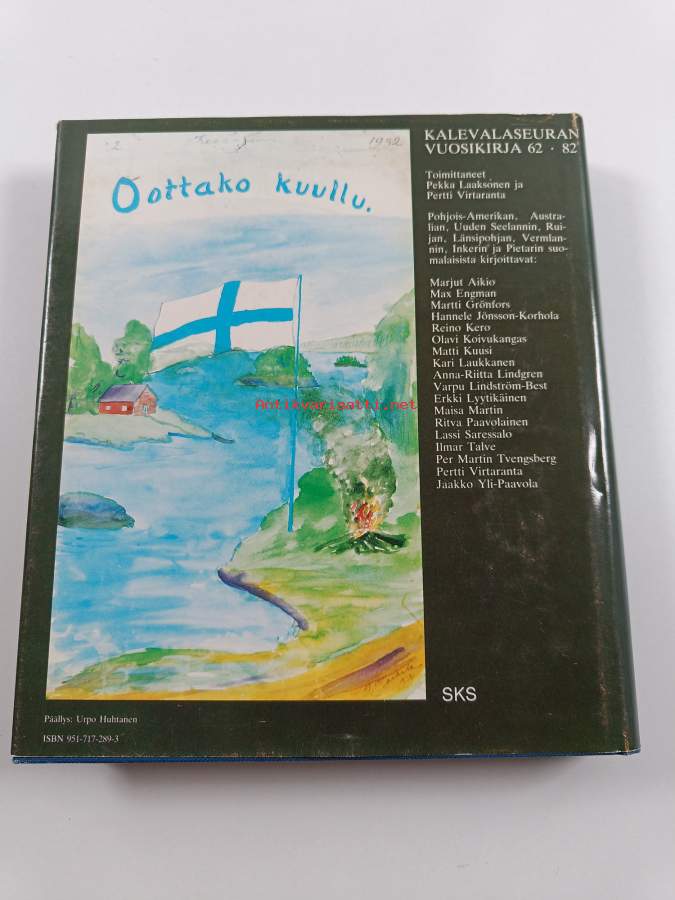 1932
Oottako kuullu.
Antikvariaatti.net
KALEVALASEURAN
VUOSIKIRJA 62 · 82
Toimittaneet
Pekka Laaksonen ja
Pertti Virtaranta
Pohjois-Amerikan, Austra-
lian, Uuden Seelannin, Rui-
jan, Länsipohjan, Vermlan-
nin, Inkerin ja Pietarin suo-
malaisista kirjoittavat:
Marjut Aikio
Max Engman
Martti Grönfors
Hannele Jönsson-Korhola
Reino Kero
Olavi Koivukangas
Matti Kuusi
Kari Laukkanen
Anna-Riitta Lindgren
Varpu Lindström-Best
Erkki Lyytikäinen
Maisa Martin
Ritva Paavolainen
Lassi Saressalo
Ilmar Talve
Per Martin Tvengsberg
Pertti Virtaranta
Jaakko Yli-Paavola
SKS
Päällys: Urpo Huhtanen
ISBN 951-717-289-3